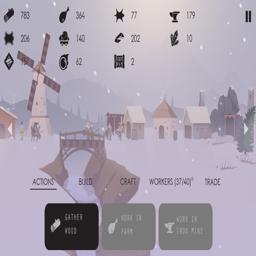 783 364 77 179
206 140 202 10
62 2
ACTIONS BUILD CRAFT WORKERS (37/40) TRADE
GATHER WOOD
WORK IN FARM
WORK IN IRON MINE